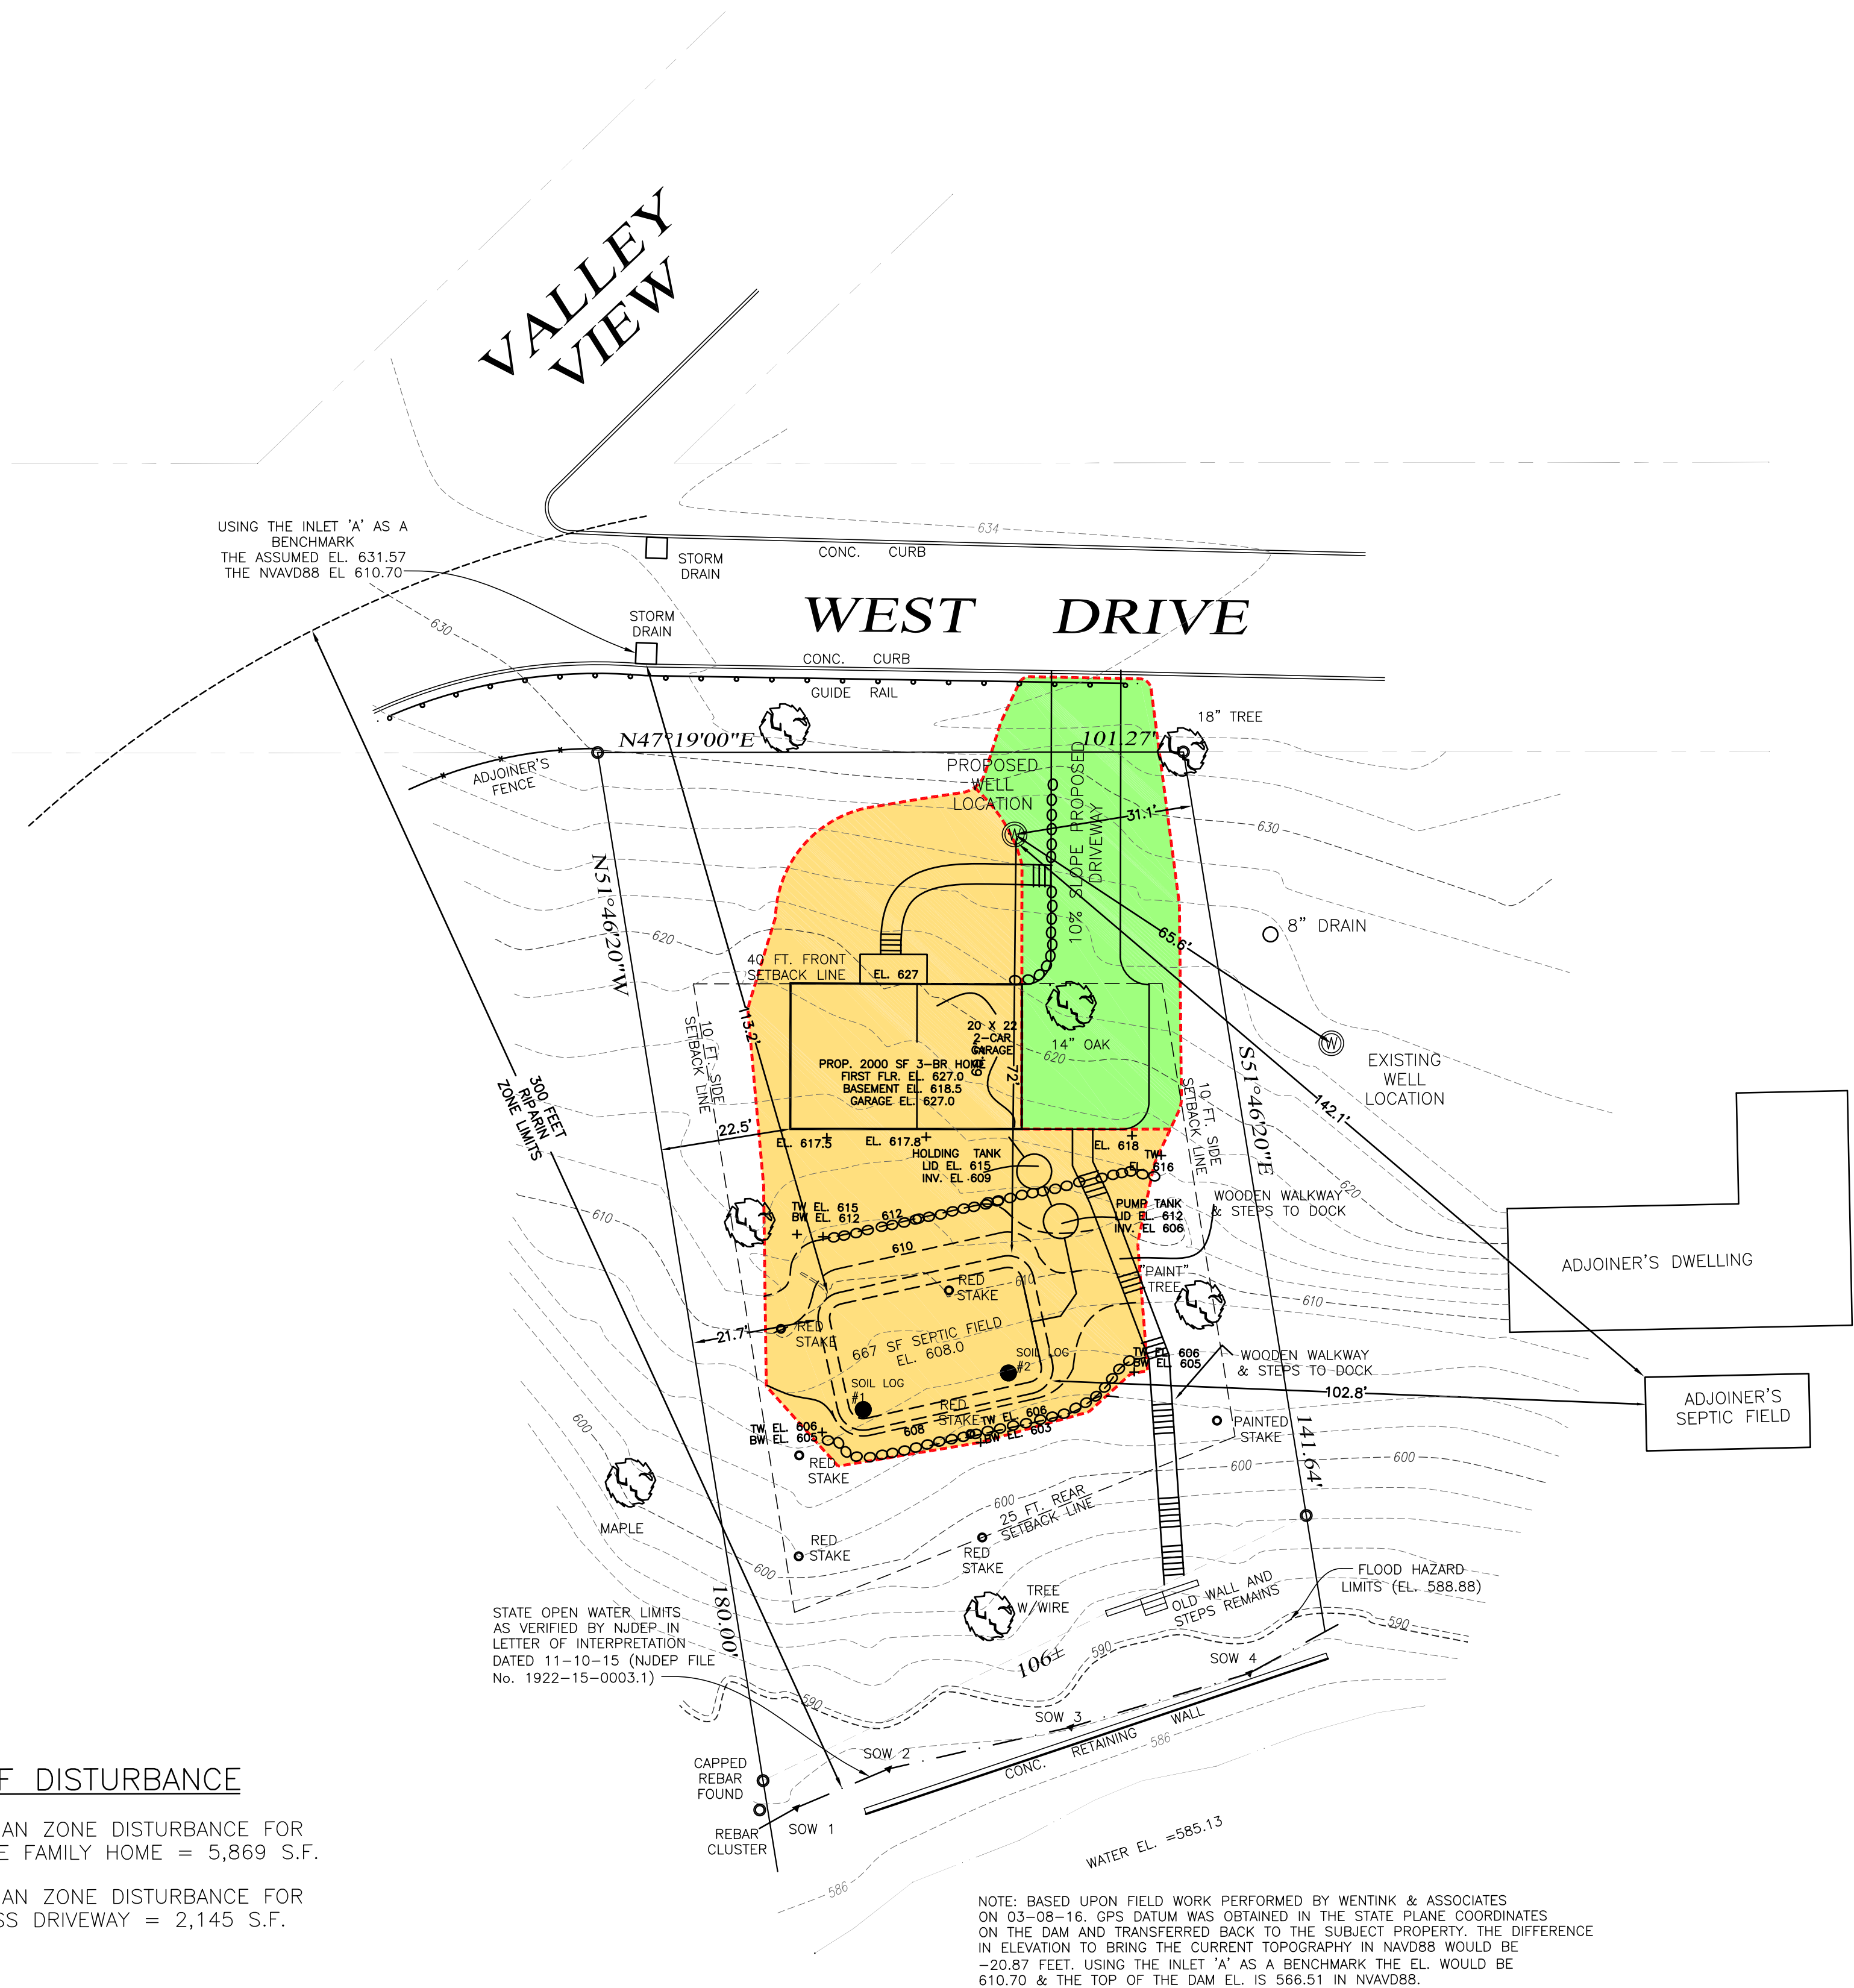 VALLEY
VIEW
634
USING THE INLET 'A' AS A
BENCHMARK
THE ASSUMED EL. 631.57
THE NVAVD88 EL 610.70
STORM
DRAIN
CONC. CURB
WEST DRIVE
STORM
DRAIN
630
CONC. CURB
GUIDE RAIL
18" TREE
N47°19'00"E
101.27'
ADJOINER'S
FENCE
PROPOSED
WELL
LOCATION
W
31.1'
630
10% SLOPE PROPOSED
DRIVEWAY
N51°46'20"W
620
8" DRAIN
65.6'
40 FT. FRONT
SETBACK LINE
EL. 627
10 FT. SIDE
SETBACK LINE
113.2'
20 X 22
2-CAR
GARAGE
14" OAK
620
72'
W
EXISTING
WELL
LOCATION
PROP. 2000 SF 3-BR HOME
FIRST FLR. EL. 627.0
BASEMENT EL. 618.5
GARAGE EL. 627.0
S51°46'20"E
10 FT. SIDE
SETBACK LINE
142.1'
300 FEET
RIPARIN
ZONE LIMITS
22.5'
EL. 617.5
EL. 617.8
EL. 618
HOLDING TANK
LID EL. 615
INV. EL 609
TW
EL 616
620
610
TW EL. 615
BW EL. 612
612
PUMP TANK
LID EL. 612
INV. EL 606
WOODEN WALKWAY
& STEPS TO DOCK
610
ADJOINER'S DWELLING
RED
STAKE
610
"PAINT"
TREE
610
21.7'
RED
STAKE
667 SF SEPTIC FIELD
EL. 608.0
SOIL LOG
#2
TW EL 606
BW EL. 605
WOODEN WALKWAY
& STEPS TO DOCK
SOIL LOG
#1
102.8'
ADJOINER'S
SEPTIC FIELD
600
TW EL. 606
BW EL. 605
608
RED
STAKE
TW EL. 606
BW EL. 603
PAINTED
STAKE
141.64'
RED
STAKE
600
600
MAPLE
600
25 FT. REAR
SETBACK LINE
RED
STAKE
RED
STAKE
600
FLOOD HAZARD
LIMITS (EL. 588.88)
TREE
W/WIRE
OLD WALL AND
STEPS REMAINS
180.00'
STATE OPEN WATER LIMITS
AS VERIFIED BY NJDEP IN
LETTER OF INTERPRETATION
DATED 11-10-15 (NJDEP FILE
No. 1922-15-0003.1)
590
590
106±
590
SOW 4
SOW 3
CONC. RETAINING WALL
586
SOW 2
CAPPED
REBAR
FOUND
F DISTURBANCE
REBAR
CLUSTER
SOW 1
AN ZONE DISTURBANCE FOR
E FAMILY HOME = 5,869 S.F.
WATER EL. =585.13
586
AN ZONE DISTURBANCE FOR
SS DRIVEWAY = 2,145 S.F.
NOTE: BASED UPON FIELD WORK PERFORMED BY WENTINK & ASSOCIATES
ON 03-08-16. GPS DATUM WAS OBTAINED IN THE STATE PLANE COORDINATES
ON THE DAM AND TRANSFERRED BACK TO THE SUBJECT PROPERTY. THE DIFFERENCE
IN ELEVATION TO BRING THE CURRENT TOPOGRAPHY IN NAVD88 WOULD BE
-20.87 FEET. USING THE INLET 'A' AS A BENCHMARK THE EL. WOULD BE
610.70 & THE TOP OF THE DAM EL. IS 566.51 IN NVAVD88.